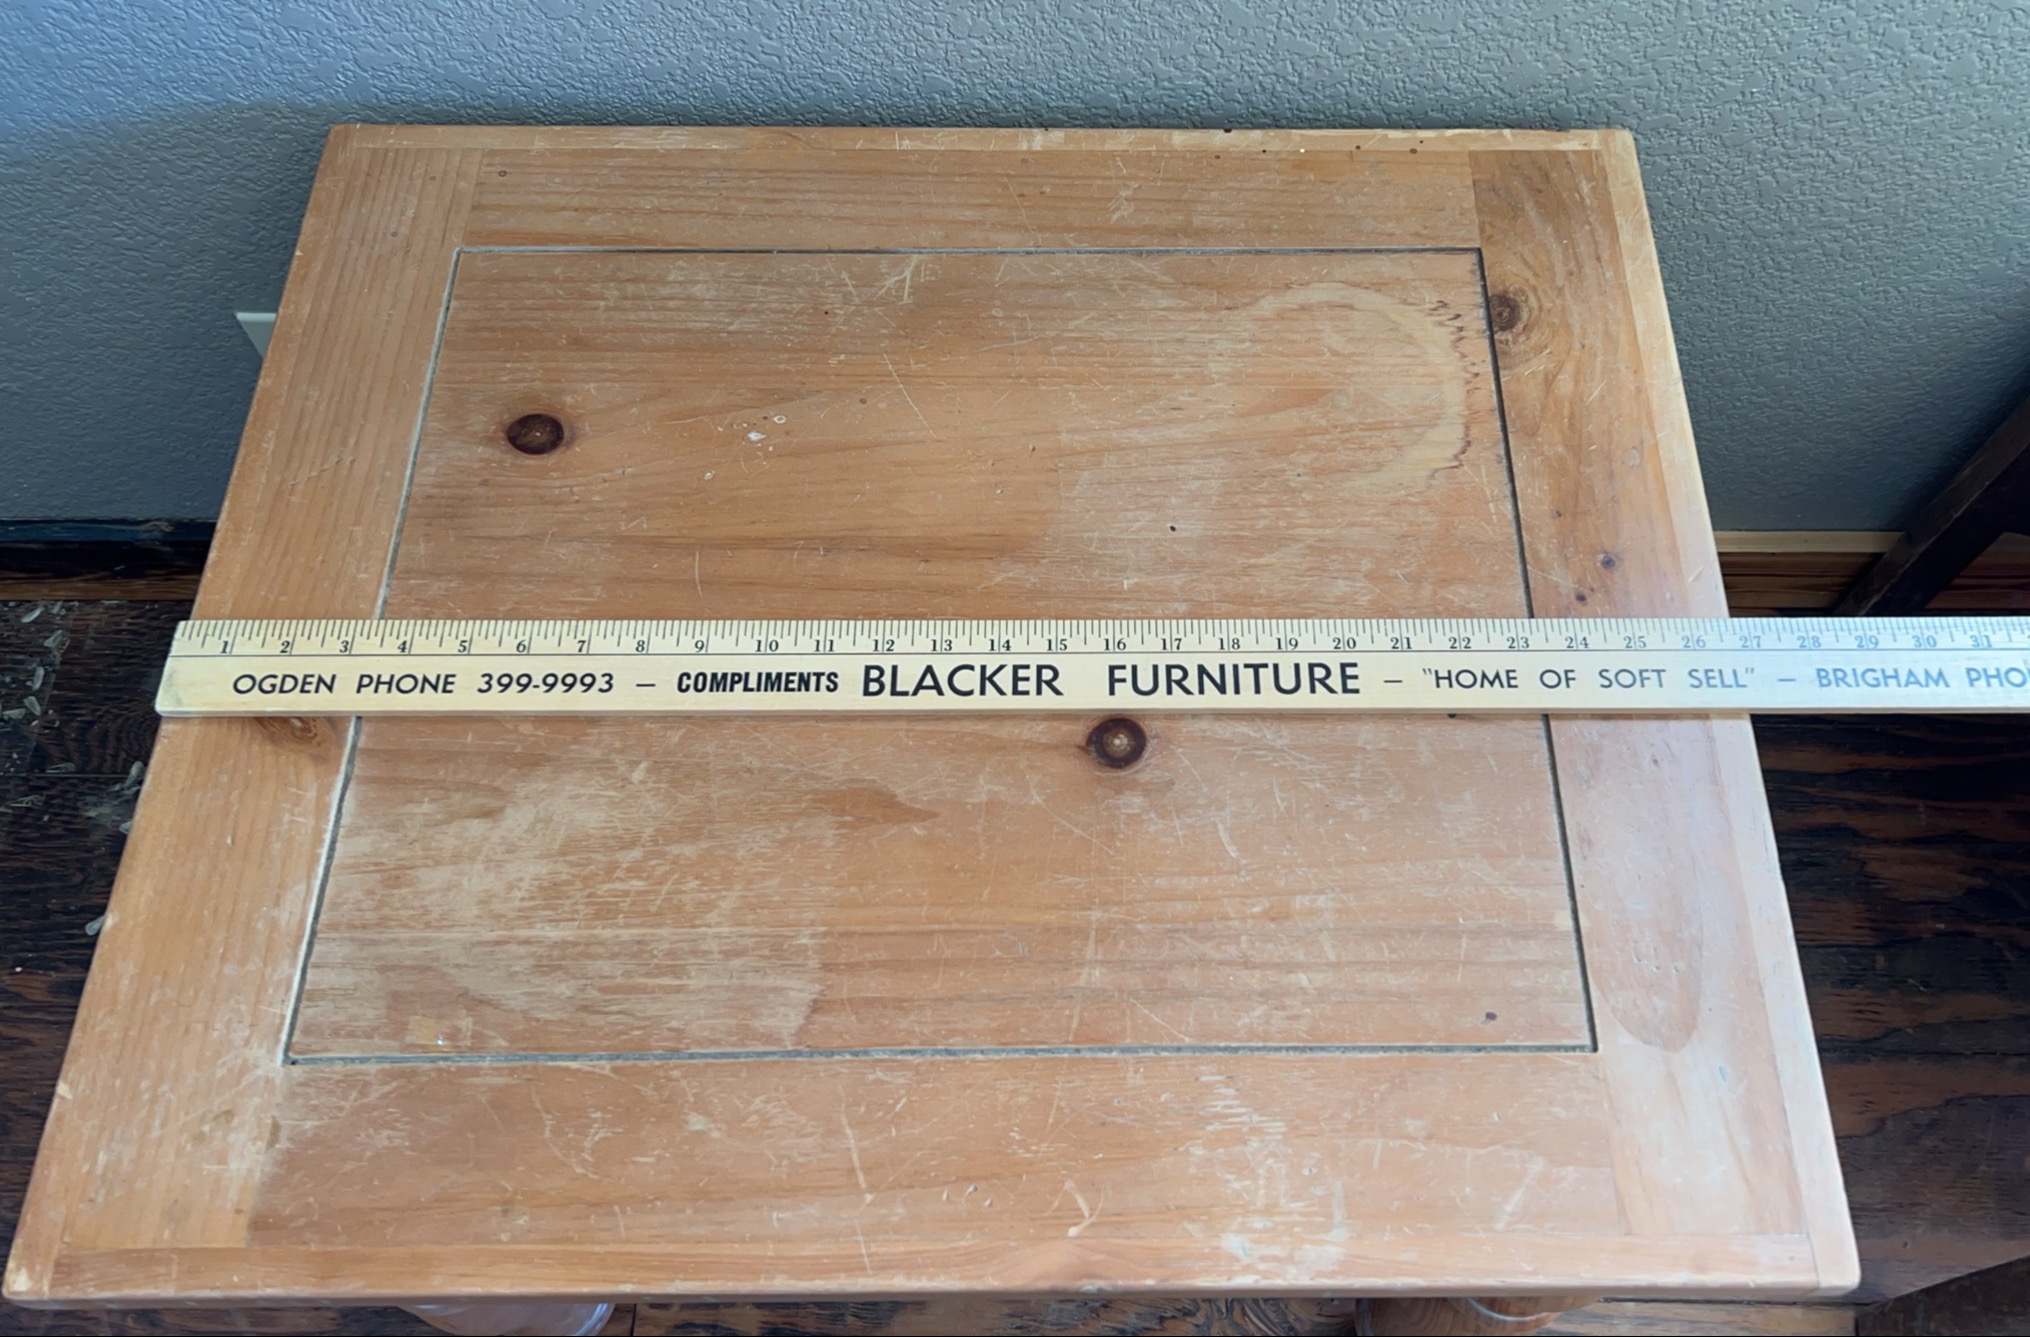 1 2 3 4 5 6 7 8 9 10 11 12 13 14 15 16 17 18 19 20 21 22 23 24 25 26 27 28 29 30 31
OGDEN PHONE 399-9993 — COMPLIMENTS BLACKER FURNITURE — "HOME OF SOFT SELL" — BRIGHAM PHO